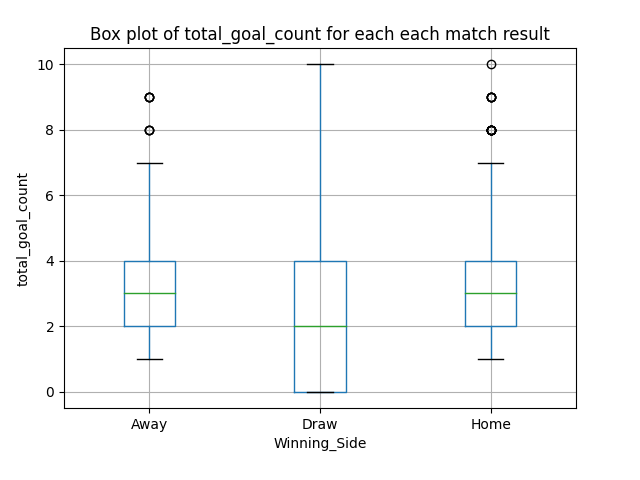 Box plot of total_goal_count for each each match result
10
8
6
4
2
0
total_goal_count
Away
Draw
Home
Winning_Side